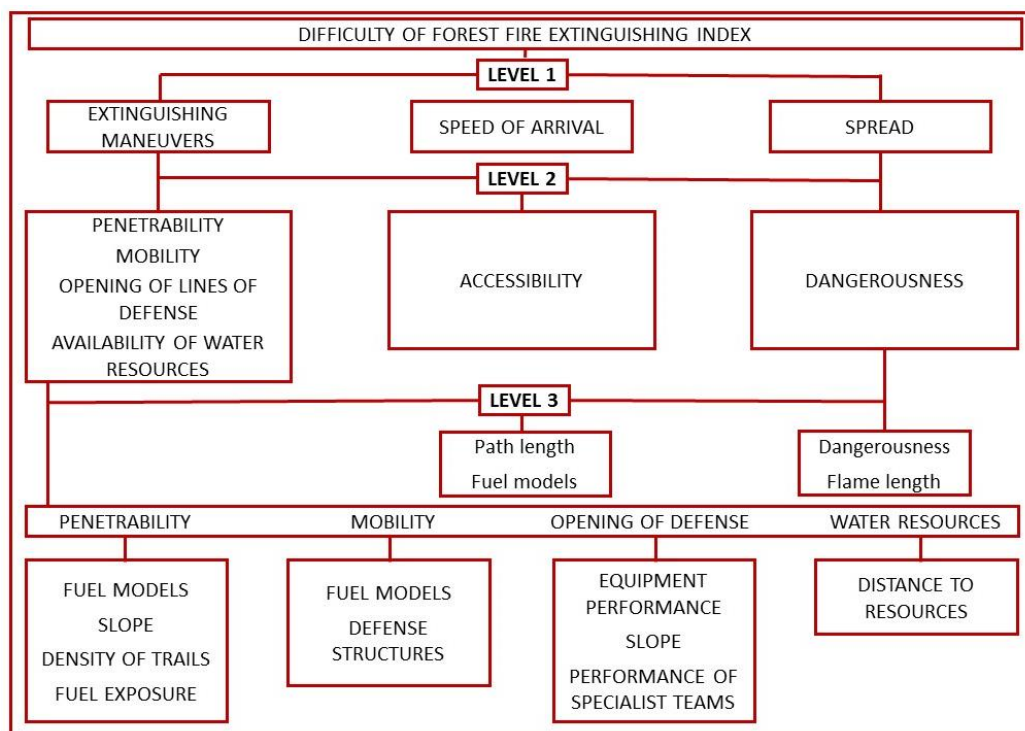 DIFFICULTY OF FOREST FIRE EXTINGUISHING INDEX
LEVEL 1
EXTINGUISHING
MANEUVERS
SPEED OF ARRIVAL
SPREAD
LEVEL 2
PENETRABILITY
MOBILITY
OPENING OF LINES OF
DEFENSE
AVAILABILITY OF WATER
RESOURCES
ACCESSIBILITY
DANGEROUSNESS
LEVEL 3
Path length
Fuel models
Dangerousness
Flame length
PENETRABILITY
MOBILITY
OPENING OF DEFENSE
WATER RESOURCES
FUEL MODELS
SLOPE
DENSITY OF TRAILS
FUEL EXPOSURE
FUEL MODELS
DEFENSE
STRUCTURES
EQUIPMENT
PERFORMANCE
SLOPE
PERFORMANCE OF
SPECIALIST TEAMS
DISTANCE TO
RESOURCES